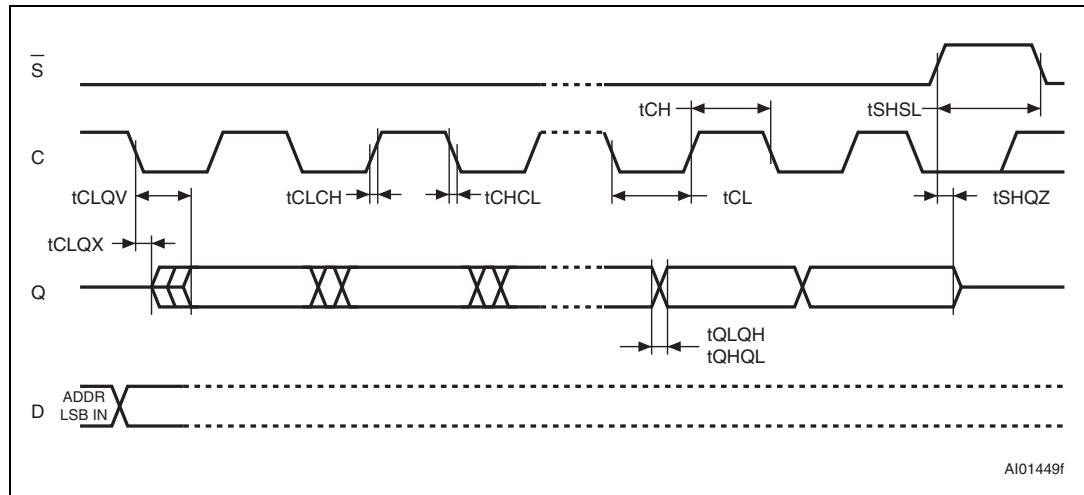 S
tCH
tSHSL
C
tCLQV
tCLCH
tCHCL
tCL
tSHQZ
tCLQX
Q
tQLQH
tQHQL
D
ADDR
LSB IN
AI01449f